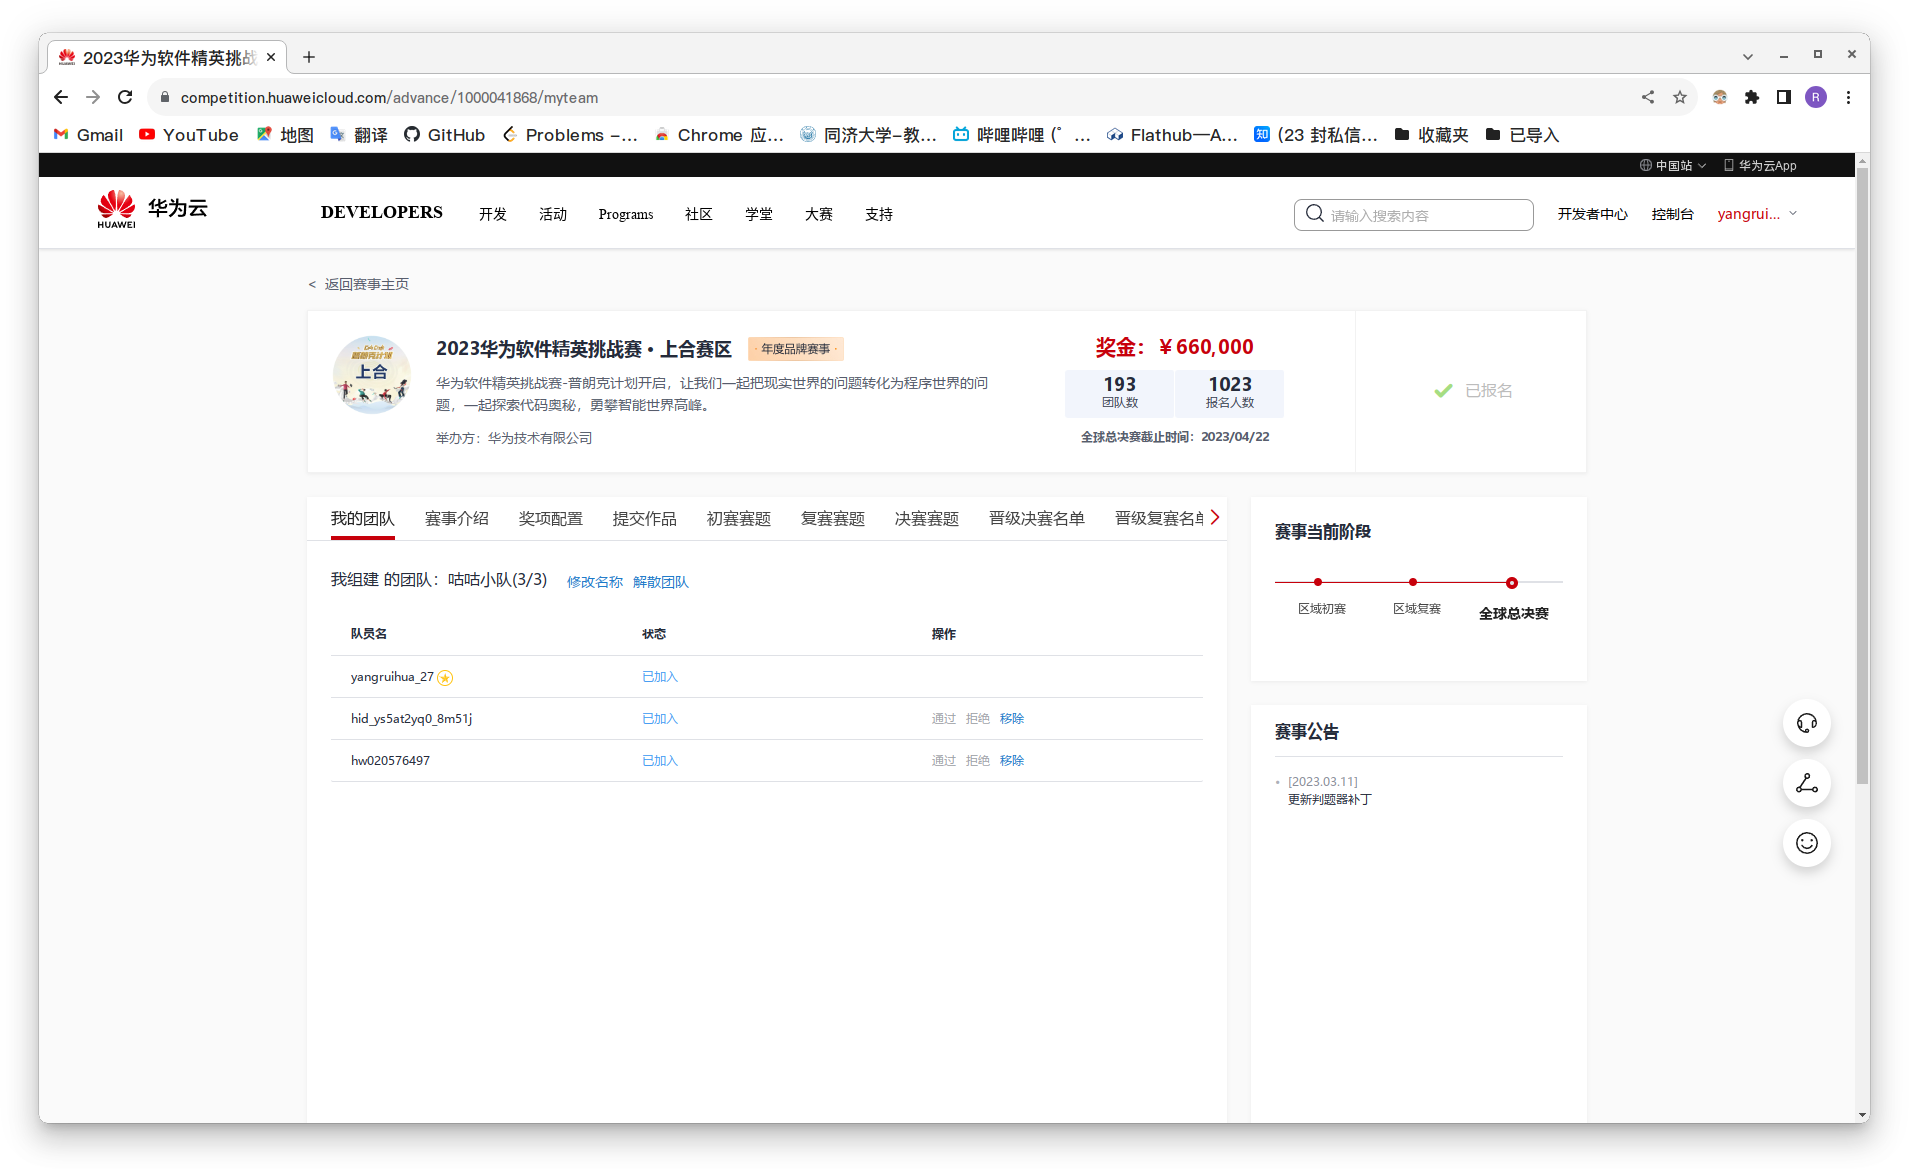 2023华为软件精英挑战
competition.huaweicloud.com/advance/1000041868/myteam
R
Gmail YouTube 地图 翻译 GitHub Problems -... Chrome 应... 同济大学-教... 哔哩哔哩 (゜... Flathub—A... 知 (23 封私信... 收藏夹 已导入
中国站 华为云App
HUAWEI 华为云 DEVELOPERS 开发 活动 Programs 社区 学堂 大赛 支持 请输入搜索内容 开发者中心 控制台 yangrui...
< 返回赛事主页
上合
2023华为软件精英挑战赛 • 上合赛区 · 年度品牌赛事 ·
华为软件精英挑战赛-普朗克计划开启，让我们一起把现实世界的问题转化为程序世界的问
题，一起探索代码奥秘，勇攀智能世界高峰。
举办方：华为技术有限公司
奖金：￥660,000
193 1023
团队数 报名人数
全球总决赛截止时间：2023/04/22
已报名
我的团队 赛事介绍 奖项配置 提交作品 初赛赛题 复赛赛题 决赛赛题 晋级决赛名单 晋级复赛名单
我组建 的团队：咕咕小队(3/3) 修改名称 解散团队
队员名 状态 操作
yangruihua_27 已加入
hid_ys5at2yq0_8m51j 已加入 通过 拒绝 移除
hw020576497 已加入 通过 拒绝 移除
赛事当前阶段
区域初赛 区域复赛 全球总决赛
赛事公告
• [2023.03.11]
更新判题器补丁